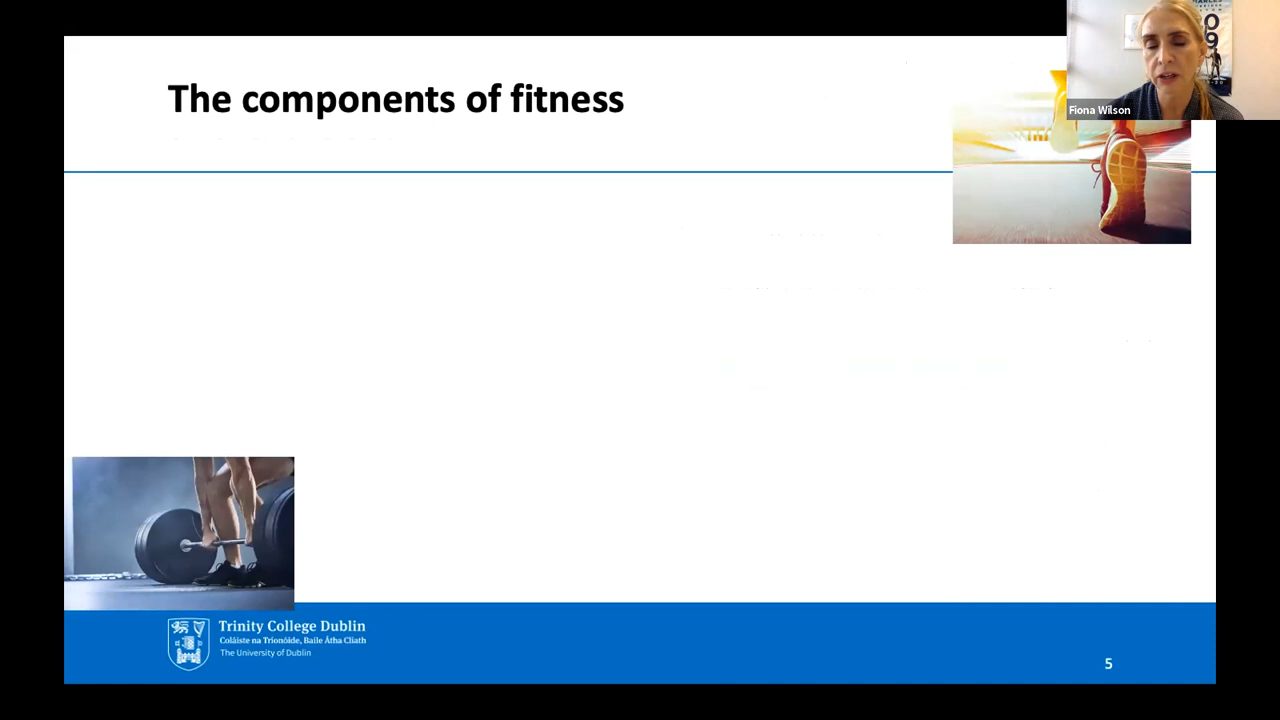 The components of fitness
Fiona Wilson
Trinity College Dublin
Coláiste na Tríonóide, Baile Átha Cliath
The University of Dublin
5